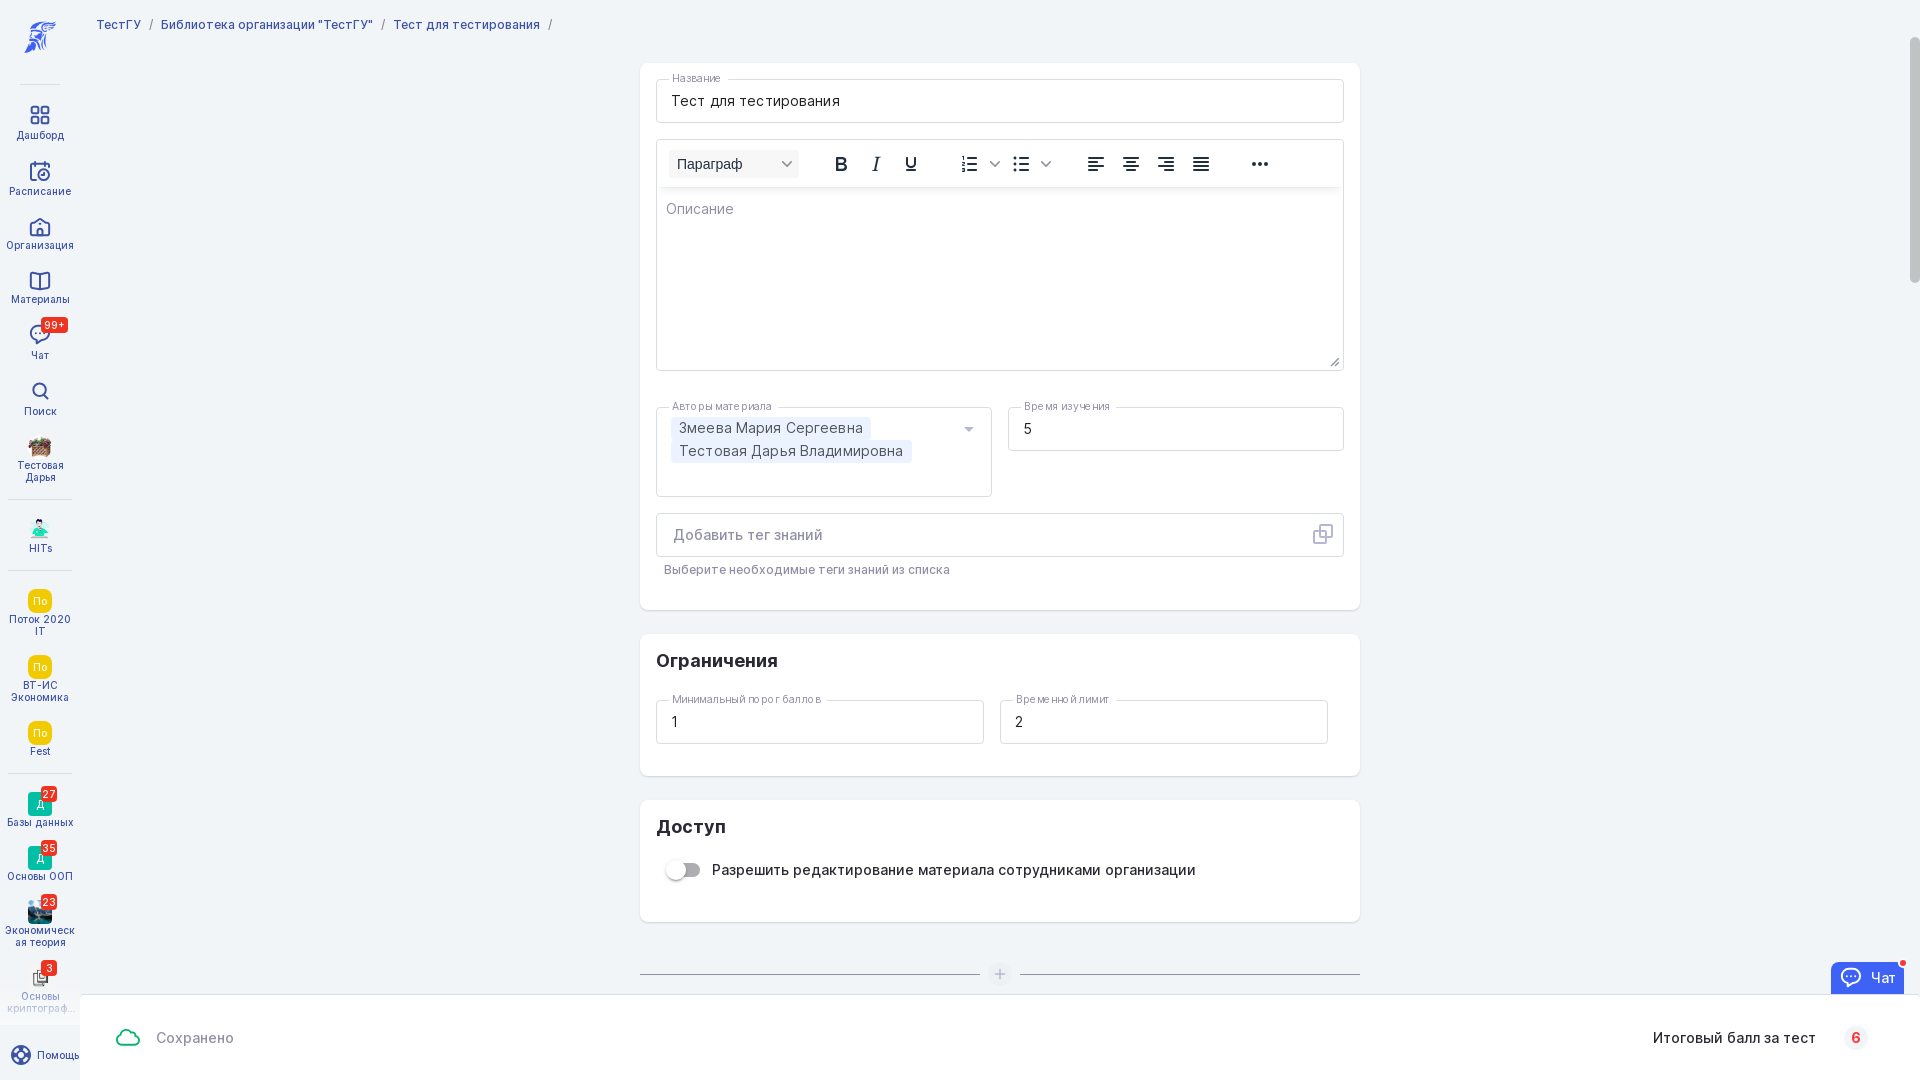 ТестГУ / Библиотека организации "ТестГУ" / Тест для тестирования /
Дашборд
Расписание
Организация
Материалы
99+
Чат
Поиск
Тестовая
Дарья
HITs
По
Поток 2020
IT
По
ВТ-ИС
Экономика
По
Fest
27
Д
Базы данных
35
Д
Основы ООП
23
Экономическ
ая теория
3
Основы
криптограф...
Помощь
Название
Тест для тестирования
Параграф
Описание
Авторы материала
Змеева Мария Сергеевна
Тестовая Дарья Владимировна
Время изучения
5
Добавить тег знаний
Выберите необходимые теги знаний из списка
Ограничения
Минимальный порог баллов
1
Временной лимит
2
Доступ
Разрешить редактирование материала сотрудниками организации
Чат
Сохранено
Итоговый балл за тест 6